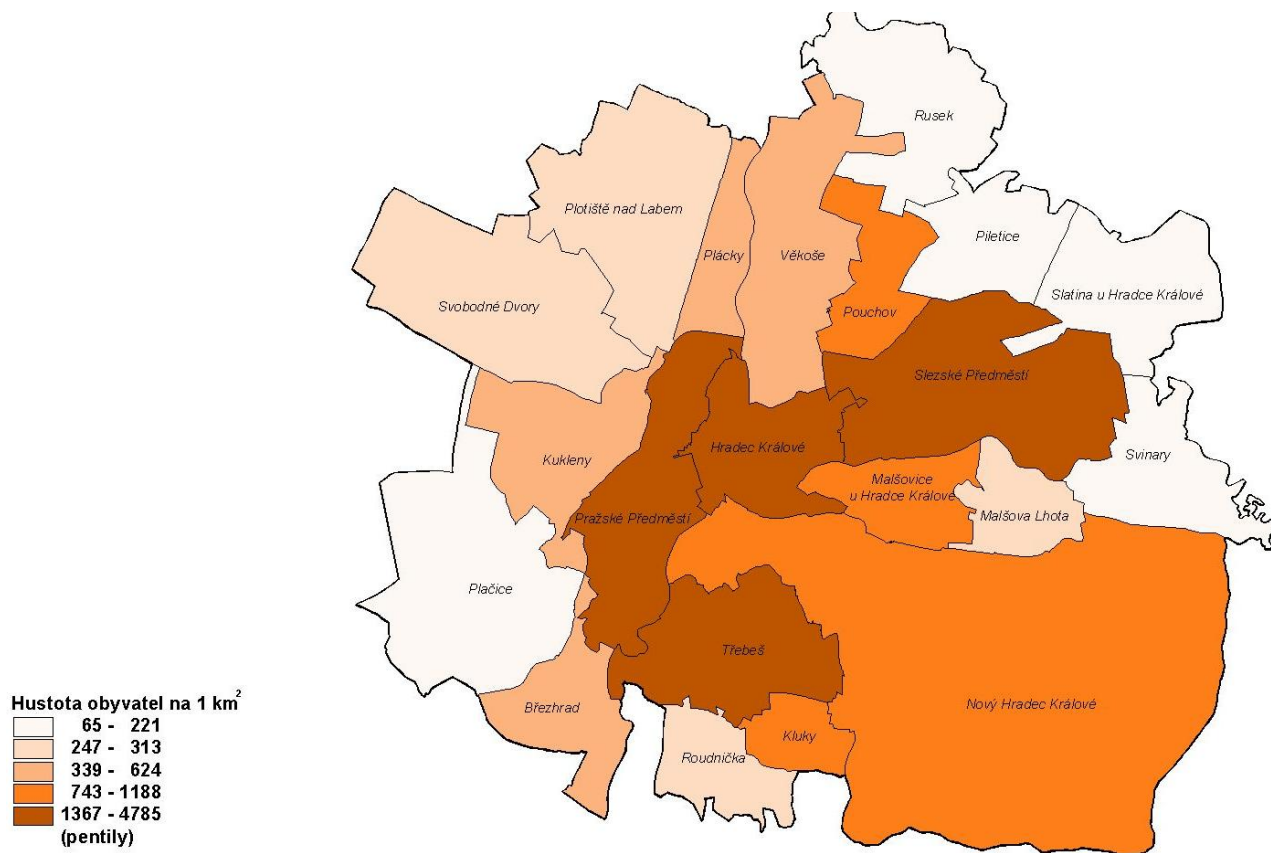 Rusek
Plotiště nad Labem
Plácky
Věkoše
Piletice
Svobodné Dvory
Pouchov
Slatina u Hradce Králové
Slezské Předměstí
Hradec Králové
Kukleny
Svinary
Malšovice
u Hradce Králové
Malšova Lhota
Pražské Předměstí
Plačice
Třebeš
Nový Hradec Králové
Březhrad
Kluky
Roudnička
Hustota obyvatel na 1 km²
65 - 221
247 - 313
339 - 624
743 - 1188
1367 - 4785
(pentily)